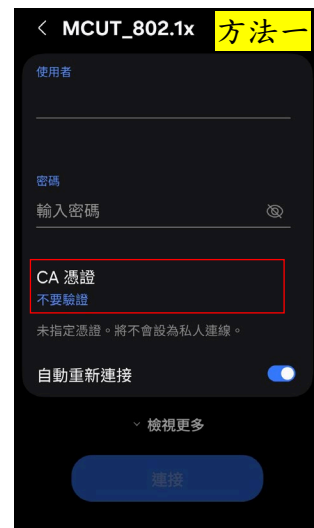 MCUT_802.1x
方法一
使用者
密碼
輸入密碼
CA 憑證
不要驗證
未指定憑證。將不會設為私人連線。
自動重新連接
檢視更多
連接